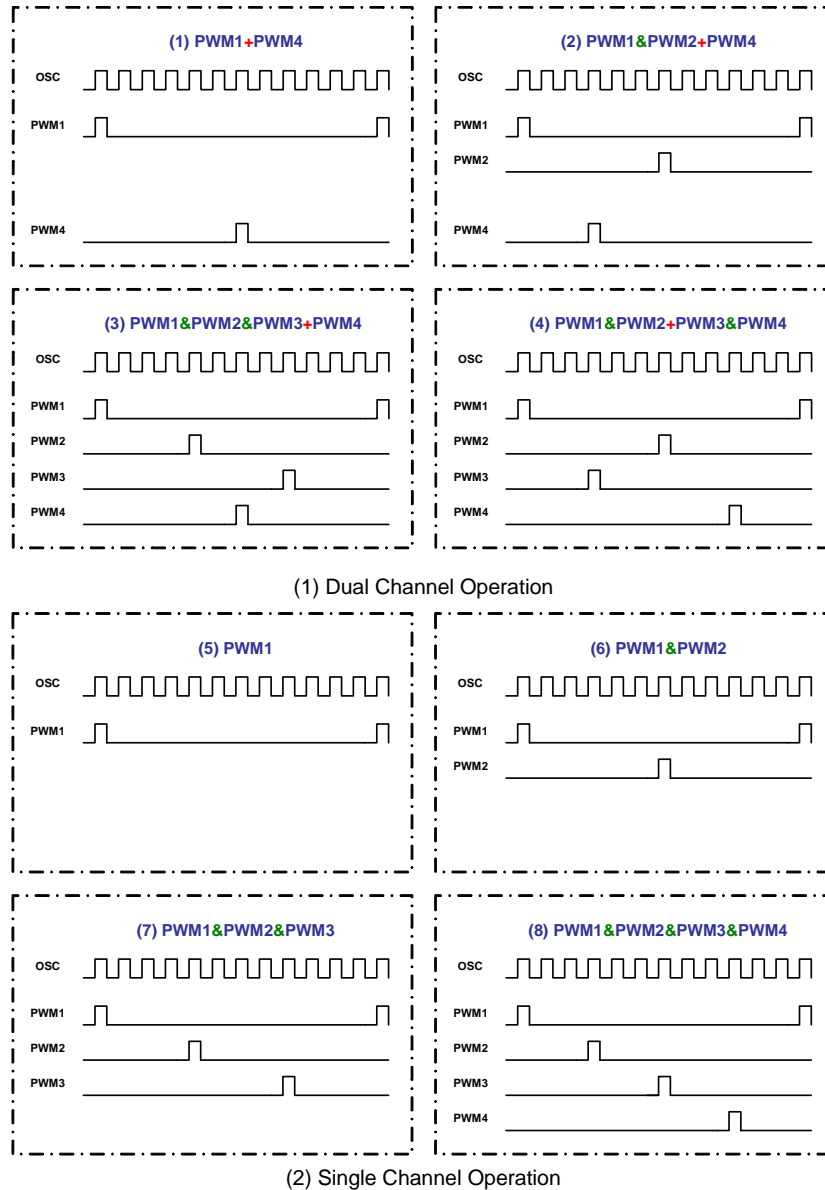 (1) PWM1+PWM4
OSC
PWM1
PWM4
(2) PWM1&PWM2+PWM4
OSC
PWM1
PWM2
PWM4
(3) PWM1&PWM2&PWM3+PWM4
OSC
PWM1
PWM2
PWM3
PWM4
(4) PWM1&PWM2+PWM3&PWM4
OSC
PWM1
PWM2
PWM3
PWM4
(1) Dual Channel Operation
(5) PWM1
OSC
PWM1
(6) PWM1&PWM2
OSC
PWM1
PWM2
(7) PWM1&PWM2&PWM3
OSC
PWM1
PWM2
PWM3
(8) PWM1&PWM2&PWM3&PWM4
OSC
PWM1
PWM2
PWM3
PWM4
(2) Single Channel Operation